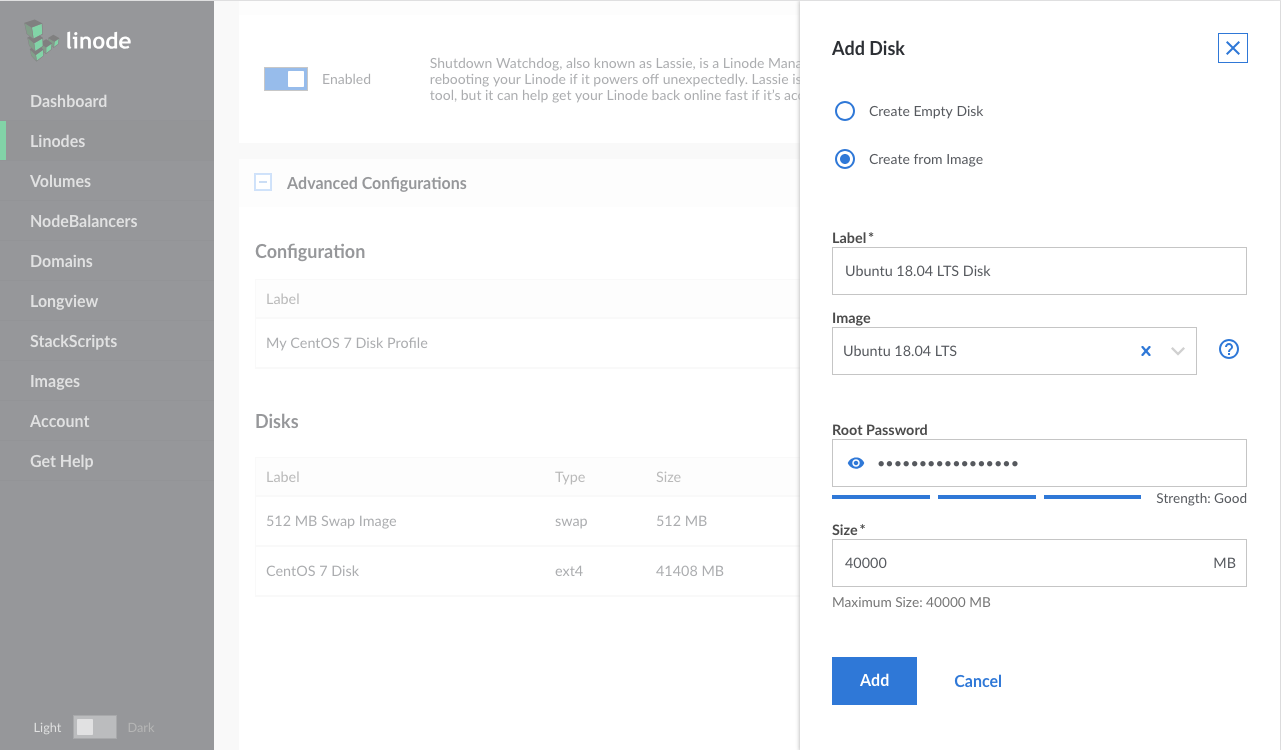 linode
Dashboard
Linodes
Volumes
NodeBalancers
Domains
Longview
StackScripts
Images
Account
Get Help
Light Dark
Enabled
Shutdown Watchdog, also known as Lassie, is a Linode Mana
rebooting your Linode if it powers off unexpectedly. Lassie is
tool, but it can help get your Linode back online fast if it's acc
Advanced Configurations
Configuration
Label
My CentOS 7 Disk Profile
Disks
Label Type Size
512 MB Swap Image swap 512 MB
CentOS 7 Disk ext4 41408 MB
Add Disk
Create Empty Disk
Create from Image
Label*
Ubuntu 18.04 LTS Disk
Image
Ubuntu 18.04 LTS
Root Password
•••••••••••••••••
Strength: Good
Size*
40000 MB
Maximum Size: 40000 MB
Add Cancel